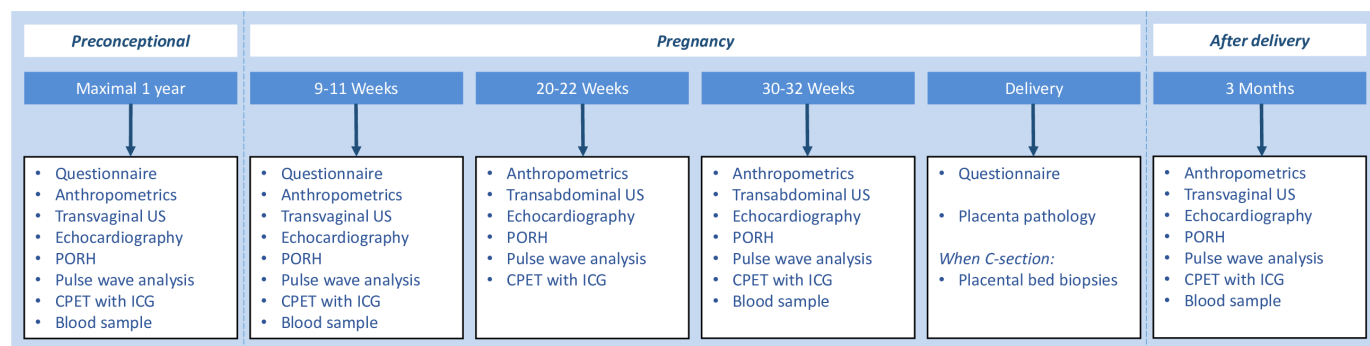 Preconceptional
Pregnancy
After delivery
Maximal 1 year
9-11 Weeks
20-22 Weeks
30-32 Weeks
Delivery
3 Months
• Questionnaire
• Anthropometrics
• Transvaginal US
• Echocardiography
• PORH
• Pulse wave analysis
• CPET with ICG
• Blood sample
• Questionnaire
• Anthropometrics
• Transvaginal US
• Echocardiography
• PORH
• Pulse wave analysis
• CPET with ICG
• Blood sample
• Anthropometrics
• Transabdominal US
• Echocardiography
• PORH
• Pulse wave analysis
• CPET with ICG
• Anthropometrics
• Transabdominal US
• Echocardiography
• PORH
• Pulse wave analysis
• CPET with ICG
• Blood sample
• Questionnaire
• Placenta pathology
When C-section:
• Placental bed biopsies
• Anthropometrics
• Transvaginal US
• Echocardiography
• PORH
• Pulse wave analysis
• CPET with ICG
• Blood sample